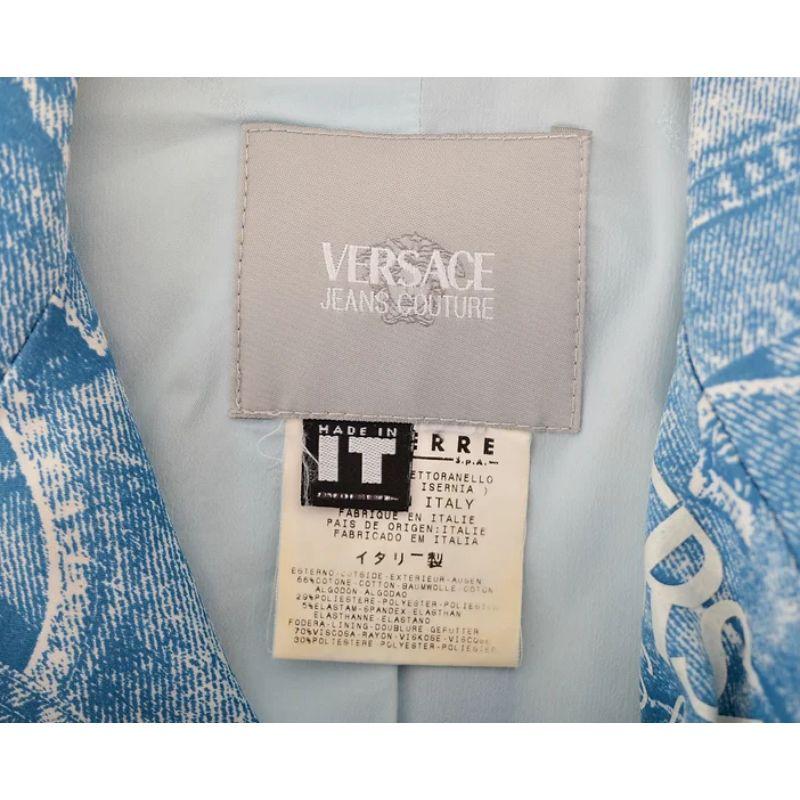 VERSACE
JEANS COUTURE
MADE IN
IT
ERRE
S.p.A.
ETTORANELLO
ISERNIA )
ITALY
FABRIQUE EN ITALIE
PAIS DE ORIGEN:ITALIE
FABRICADO EM ITALIA
イタリー製
ESTERNO-OUTSIDE-EXTERIEUR-AUGEN
66%COTONE-COTTON-BAUMWOLLE-COTON
ALGODON-ALGODAO
29%POLIESTERE-POLYESTER-POLIESTER
5%ELASTAM-SPANDEX-ELASTHAN
ELASTHANNE-ELASTANO
FODERA-LINING-DOUBLURE GEFUTTER
70%VISCOSA-RAYON-VISKOSE-VISCOSE
30%POLIESTERE POLYESTER-POLIESTER